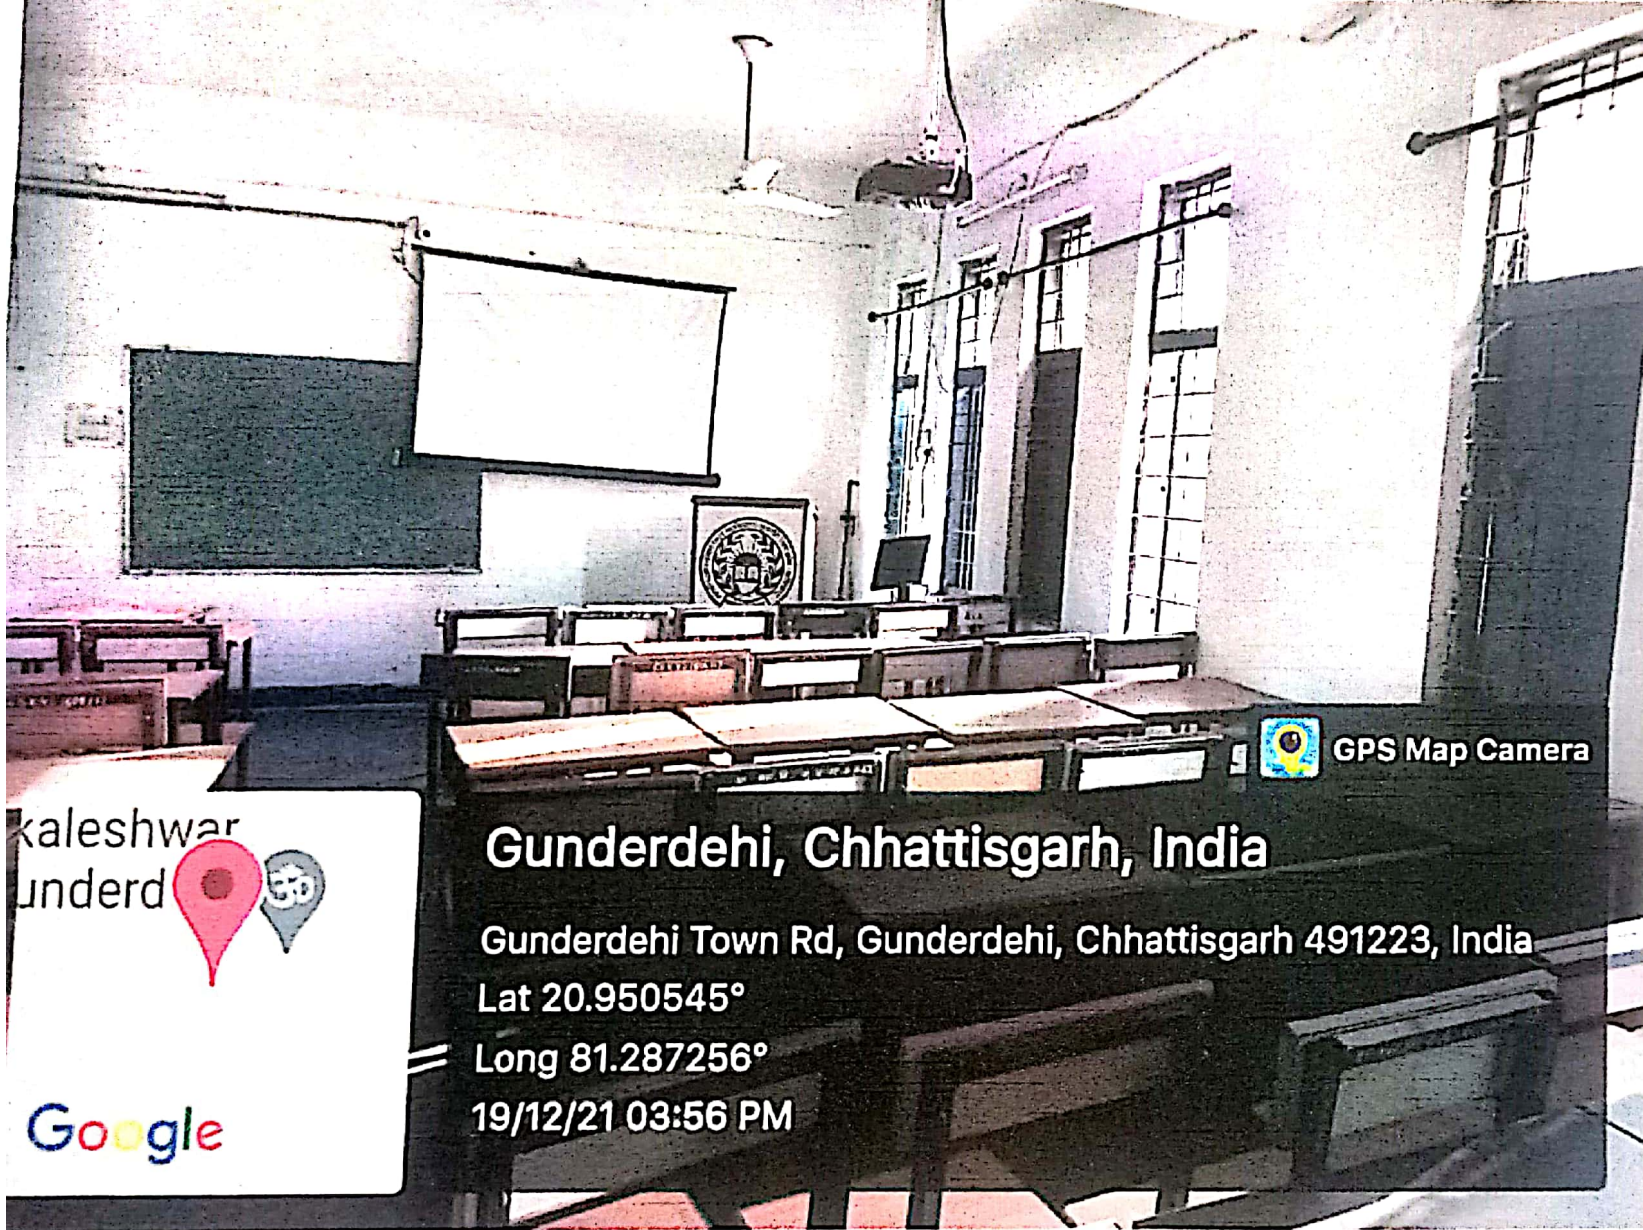 GPS Map Camera
kaleshwar
underd
ॐ
Google
Gunderdehi, Chhattisgarh, India
Gunderdehi Town Rd, Gunderdehi, Chhattisgarh 491223, India
Lat 20.950545°
Long 81.287256°
19/12/21 03:56 PM